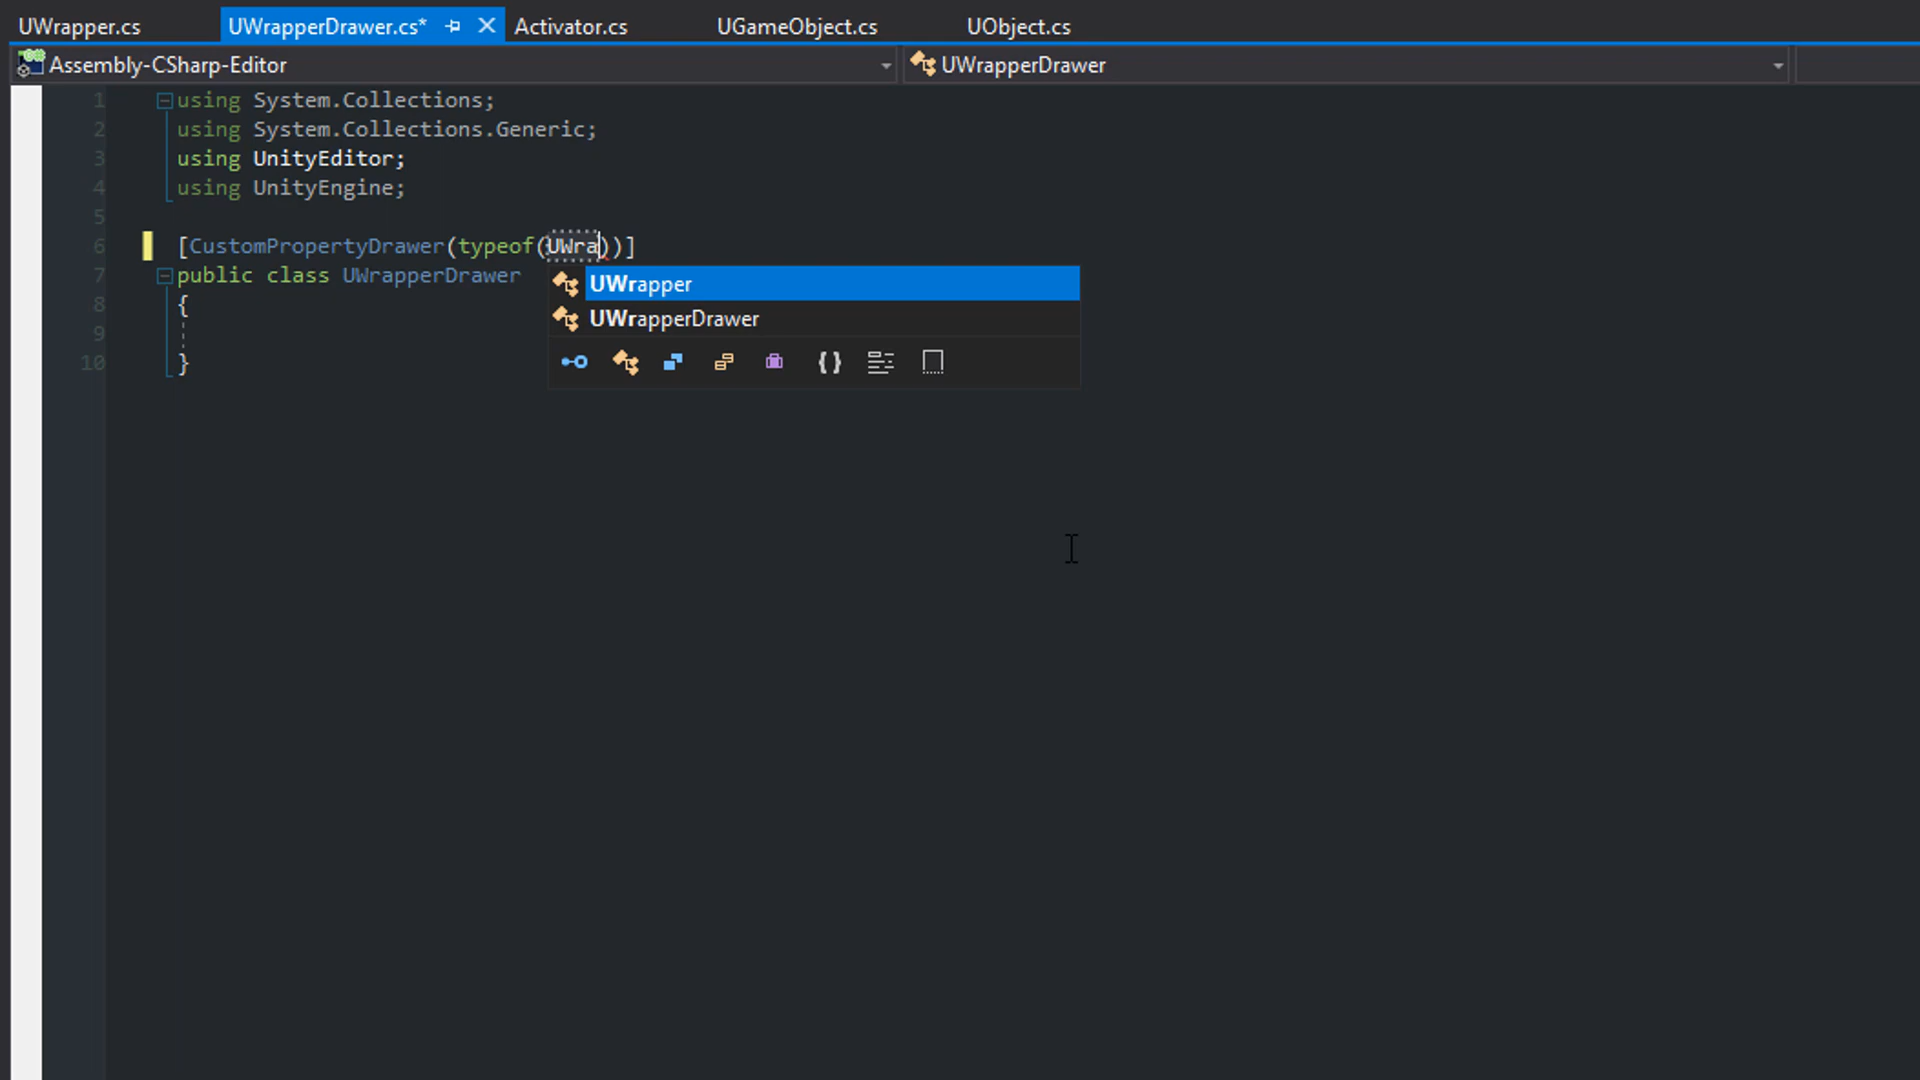 UWrapper.cs UWrapperDrawer.cs* Activator.cs UGameObject.cs UObject.cs
Assembly-CSharp-Editor UWrapperDrawer
1 using System.Collections;
2 using System.Collections.Generic;
3 using UnityEditor;
4 using UnityEngine;
5
6 [CustomPropertyDrawer(typeof(UWra))]
7 public class UWrapperDrawer
UWrapper
8 {
UWrapperDrawer
9
10 }